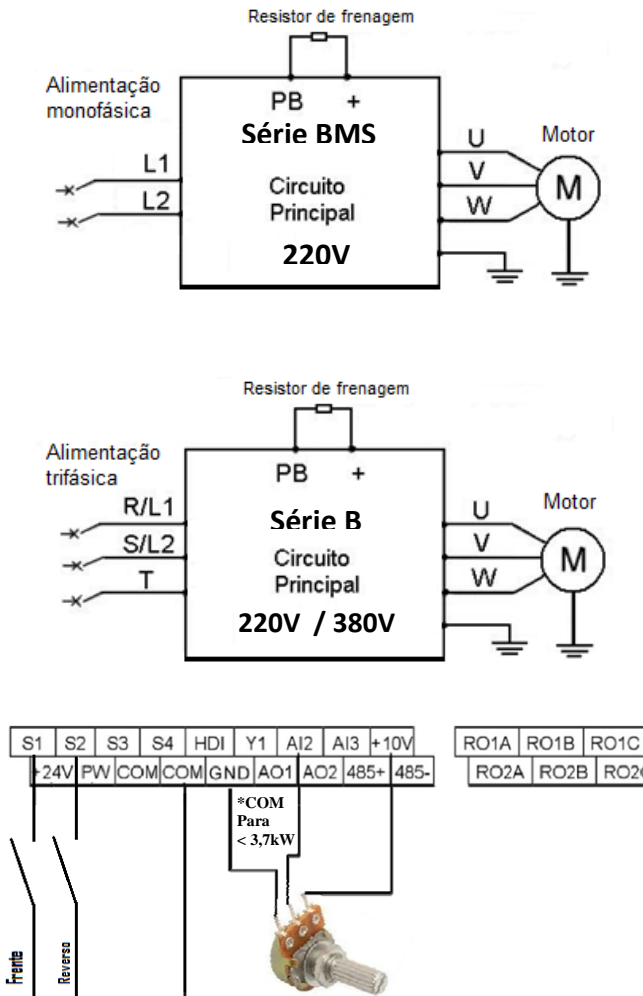 Resistor de frenagem
Alimentação
monofásica
PB +
Série BMS
L1
L2
Circuito
Principal
220V
U
V
W
Motor
M
Resistor de frenagem
Alimentação
trifásica
PB +
Série B
R/L1
S/L2
T
Circuito
Principal
220V / 380V
U
V
W
Motor
M
S1 S2 S3 S4 HDI Y1 AI2 AI3 +10V
+24V PW COM COM GND AO1 AO2 485+ 485-
RO1A RO1B RO1C
RO2A RO2B RO2C
*COM
Para
< 3,7kW
Frente
Reverso